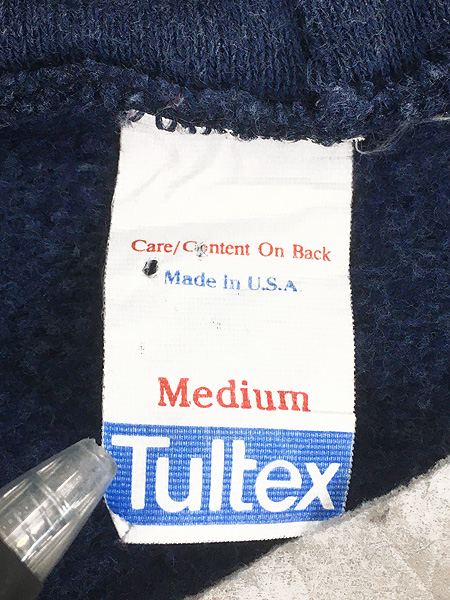 Care/Content On Back
Made in U.S.A
Medium
Tultex